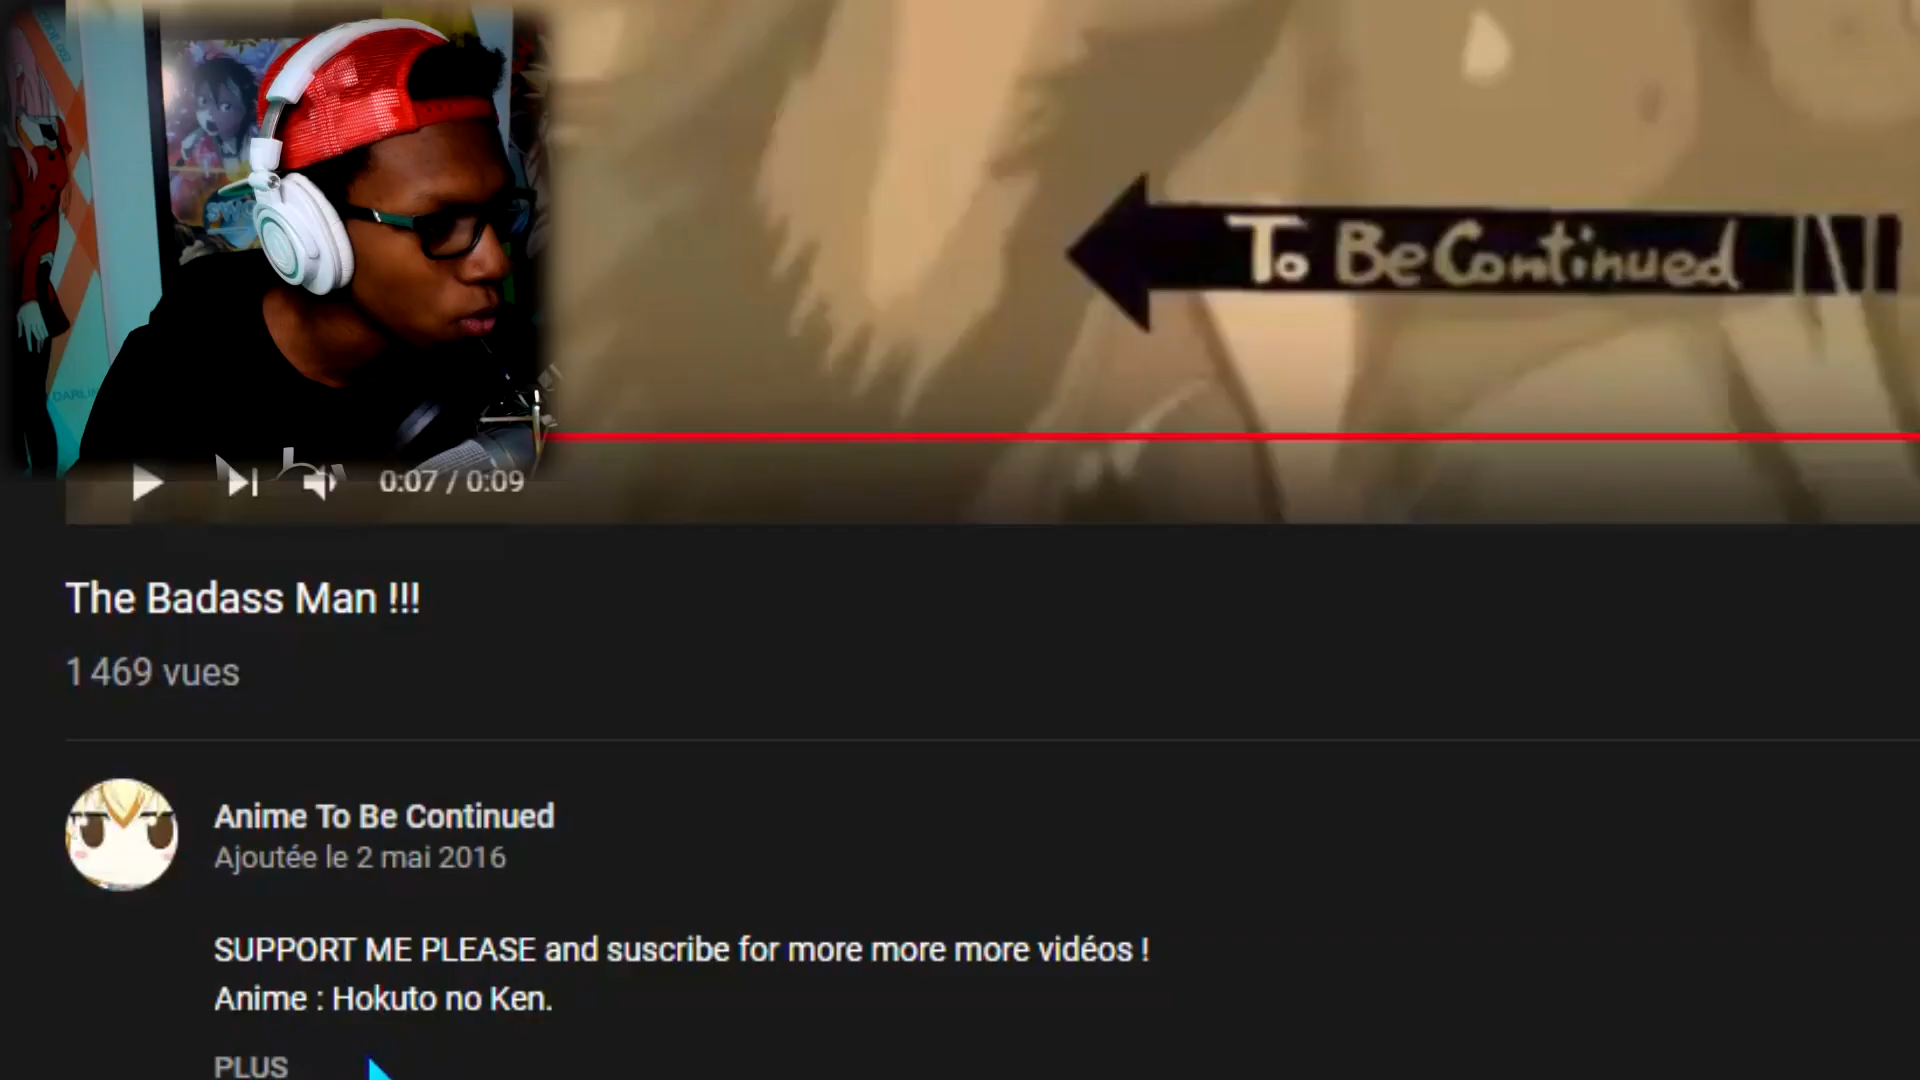 To Be Continued
0:07 / 0:09
The Badass Man !!!
1 469 vues
Anime To Be Continued
Ajoutée le 2 mai 2016
SUPPORT ME PLEASE and suscribe for more more more vidéos !
Anime : Hokuto no Ken.
PLUS